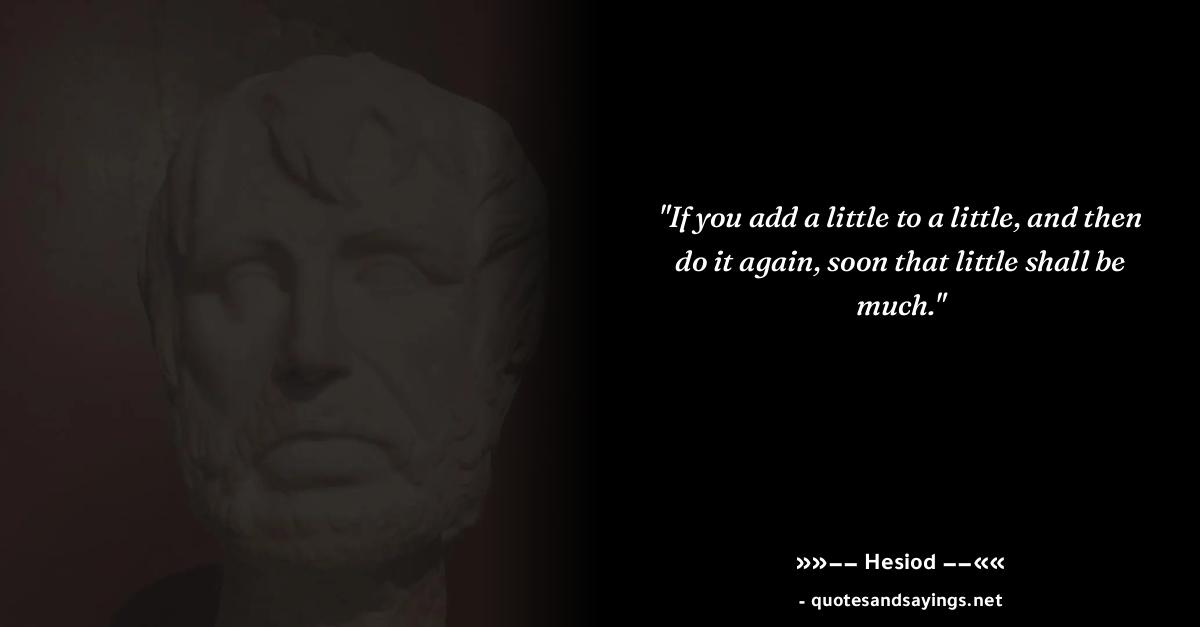 "If you add a little to a little, and then
do it again, soon that little shall be
much."
»»–– Hesiod ––««
- quotesandsayings.net